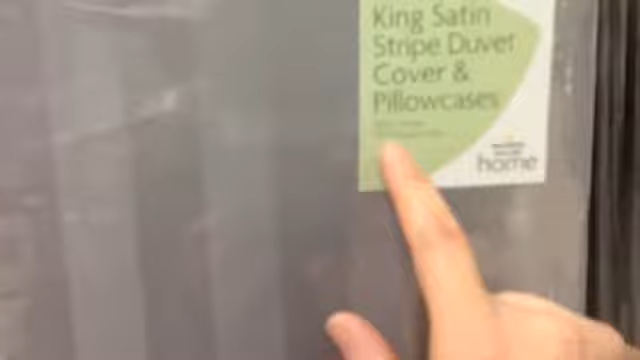 King Satin
Stripe Duvet
Cover &
Pillowcases
home